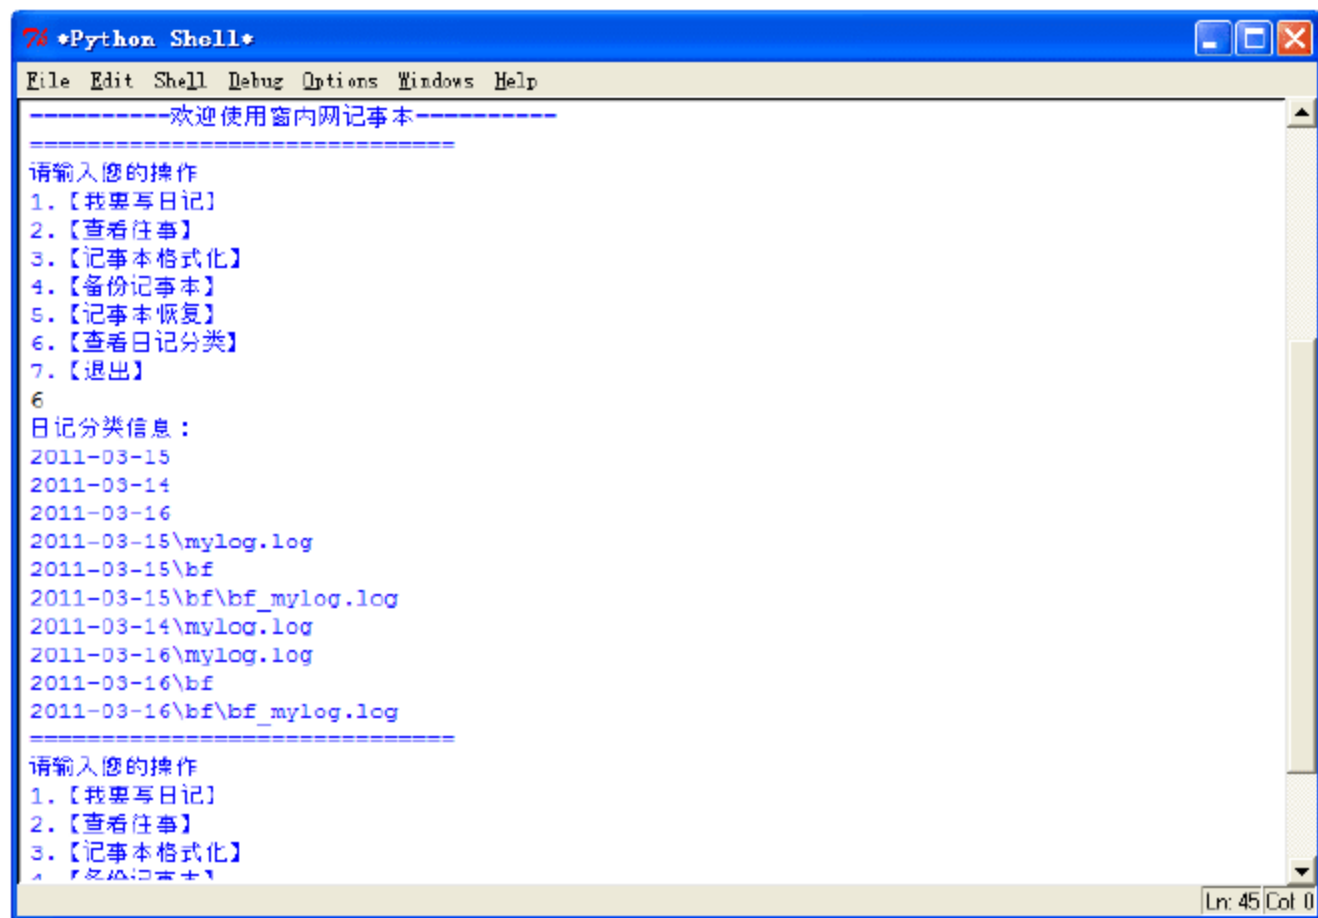 *Python Shell*
File Edit Shell Debug Options Windows Help
----------欢迎使用窗内网记事本----------
==============================
请输入您的操作
1.【我要写日记】
2.【查看往事】
3.【记事本格式化】
4.【备份记事本】
5.【记事本恢复】
6.【查看日记分类】
7.【退出】
6
日记分类信息：
2011-03-15
2011-03-14
2011-03-16
2011-03-15\mylog.log
2011-03-15\bf
2011-03-15\bf\bf_mylog.log
2011-03-14\mylog.log
2011-03-16\mylog.log
2011-03-16\bf
2011-03-16\bf\bf_mylog.log
==============================
请输入您的操作
1.【我要写日记】
2.【查看往事】
3.【记事本格式化】
4.【备份记事本】
Ln: 45 Col: 0